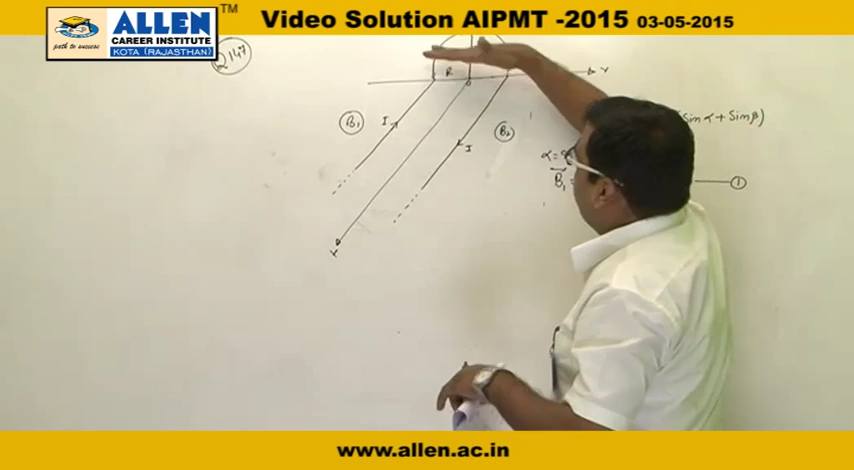 ALLEN
CAREER INSTITUTE
KOTA (RAJASTHAN)
path to success
TM
Video Solution AIPMT -2015 03-05-2015
Q 147
R
Y
B₁
I
B₂
I
X
(Sin α + Sin β)
α =
B₁ =
1
www.allen.ac.in